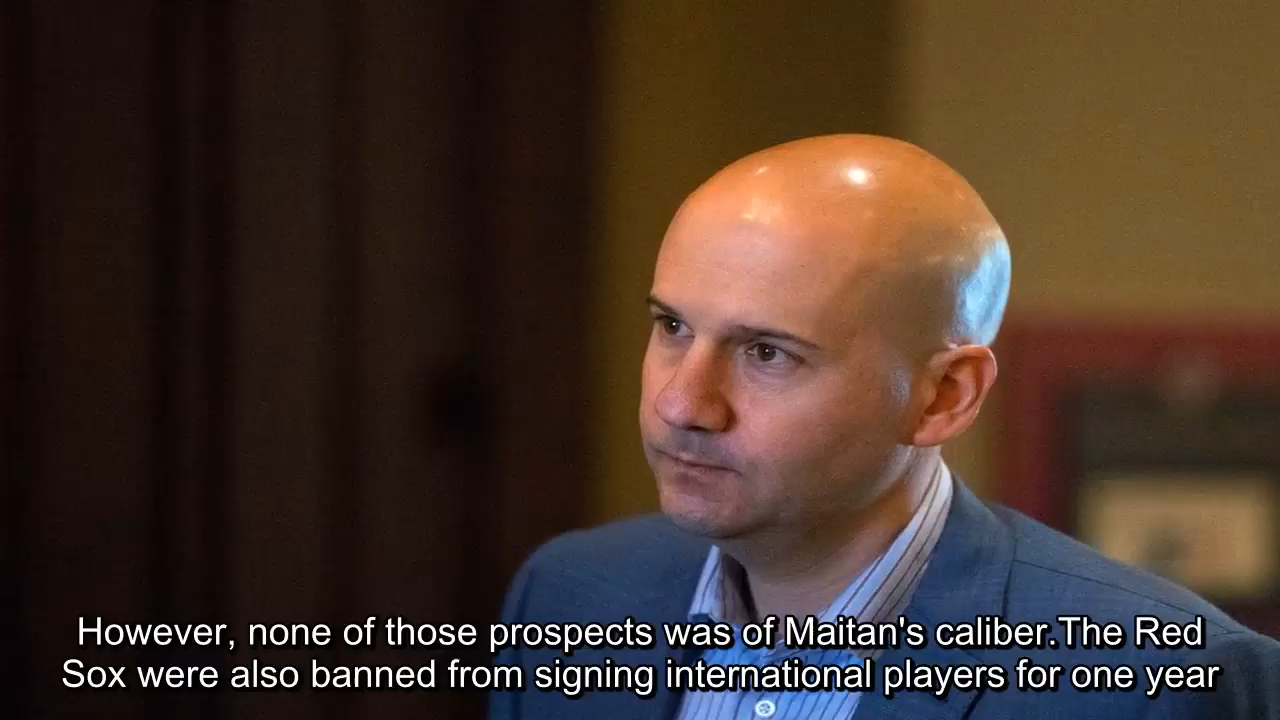 However, none of those prospects was of Maitan's caliber.The Red
Sox were also banned from signing international players for one year